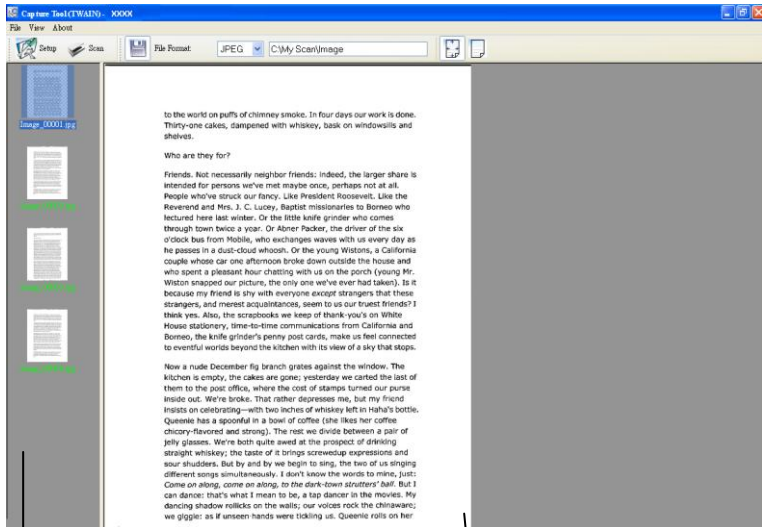 Capture Tool(TWAIN) - XXXX
File View About
Setup Scan File Format: JPEG C:\My Scan\Image
Image_00001.jpg
to the world on puffs of chimney smoke. In four days our work is done.
Thirty-one cakes, dampened with whiskey, bask on windowsills and
shelves.
Who are they for?
Friends. Not necessarily neighbor friends: indeed, the larger share is
intended for persons we've met maybe once, perhaps not at all.
People who've struck our fancy. Like President Roosevelt. Like the
Reverend and Mrs. J. C. Lucey, Baptist missionaries to Borneo who
lectured here last winter. Or the little knife grinder who comes
through town twice a year. Or Abner Packer, the driver of the six
o'clock bus from Mobile, who exchanges waves with us every day as
he passes in a dust-cloud whoosh. Or the young Wistons, a California
couple whose car one afternoon broke down outside the house and
who spent a pleasant hour chatting with us on the porch (young Mr.
Wiston snapped our picture, the only one we've ever had taken). Is it
because my friend is shy with everyone except strangers that these
strangers, and merest acquaintances, seem to us our truest friends? I
think yes. Also, the scrapbooks we keep of thank-you's on White
House stationery, time-to-time communications from California and
Borneo, the knife grinder's penny post cards, make us feel connected
to eventful worlds beyond the kitchen with its view of a sky that stops.
Now a nude December fig branch grates against the window. The
kitchen is empty, the cakes are gone; yesterday we carted the last of
them to the post office, where the cost of stamps turned our purse
inside out. We're broke. That rather depresses me, but my friend
insists on celebrating—with two inches of whiskey left in Haha's bottle.
Queenie has a spoonful in a bowl of coffee (she likes her coffee
chicory-flavored and strong). The rest we divide between a pair of
jelly glasses. We're both quite awed at the prospect of drinking
straight whiskey; the taste of it brings screwedup expressions and
sour shudders. But by and by we begin to sing, the two of us singing
different songs simultaneously. I don't know the words to mine, just:
Come on along, come on along, to the dark-town strutters' ball. But I
can dance: that's what I mean to be, a tap dancer in the movies. My
dancing shadow rollicks on the walls; our voices rock the chinaware;
we giggle: as if unseen hands were tickling us. Queenie rolls on her